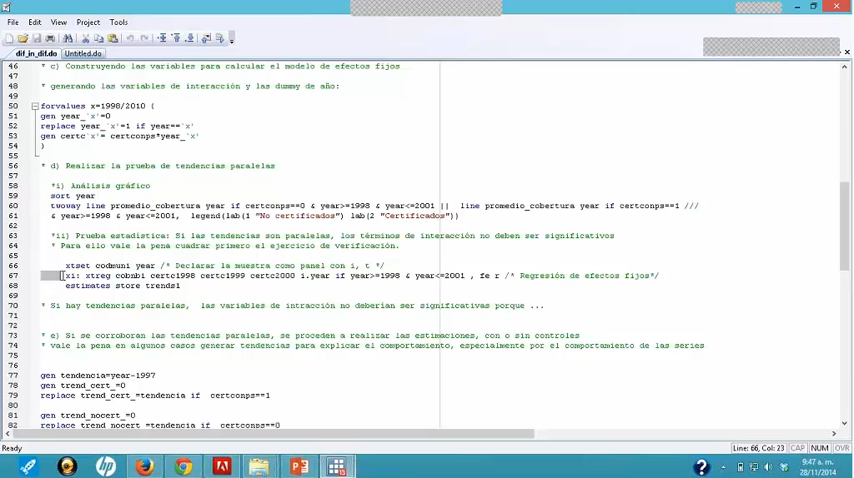 File Edit View Project Tools
dif_in_dif.do Untitled.do
46 * c) Construyendo las variables para calcular el modelo de efectos fijos
47
48 * generando las variables de interacción y las dummy de año:
49
50 forvalues x=1998/2010 {
51 gen year_`x'=0
52 replace year_`x'=1 if year==`x'
53 gen certc`x'= certconps*year_`x'
54 }
55
56 * d) Realizar la prueba de tendencias paralelas
57
58 *i) Análisis gráfico
59 sort year
60 twoway line promedio_cobertura year if certconps==0 & year>=1998 & year<=2001 || line promedio_cobertura year if certconps==1 ///
61 & year>=1998 & year<=2001, legend(lab(1 "No certificados") lab(2 "Certificados"))
62
63 *ii) Prueba estadística: Si las tendencias son paralelas, los términos de interacción no deben ser significativos
64 * Para ello vale la pena cuadrar primero el ejercicio de verificación.
65
66 xtset codmuni year /* Declarar la muestra como panel con i, t */
67 xi: xtreg cobnbi certc1998 certc1999 certc2000 i.year if year>=1998 & year<=2001 , fe r /* Regresión de efectos fijos*/
68 estimates store trends1
69
70 * Si hay tendencias paralelas, las variables de intracción no deberían ser significativas porque ...
71
72
73 * e) Si se corroboran las tendencias paralelas, se proceden a realizar las estimaciones, con o sin controles
74 * vale la pena en algunos casos generar tendencias para explicar el comportamiento, especialmente por el comportamiento de las series
75
76
77 gen tendencia=year-1997
78 gen trend_cert_=0
79 replace trend_cert_=tendencia if certconps==1
80
81 gen trend_nocert_=0
82 replace trend_nocert_=tendencia if certconps==0
Ready Line: 66, Col: 23 CAP NUM OVR
9:47 a. m.
28/11/2014